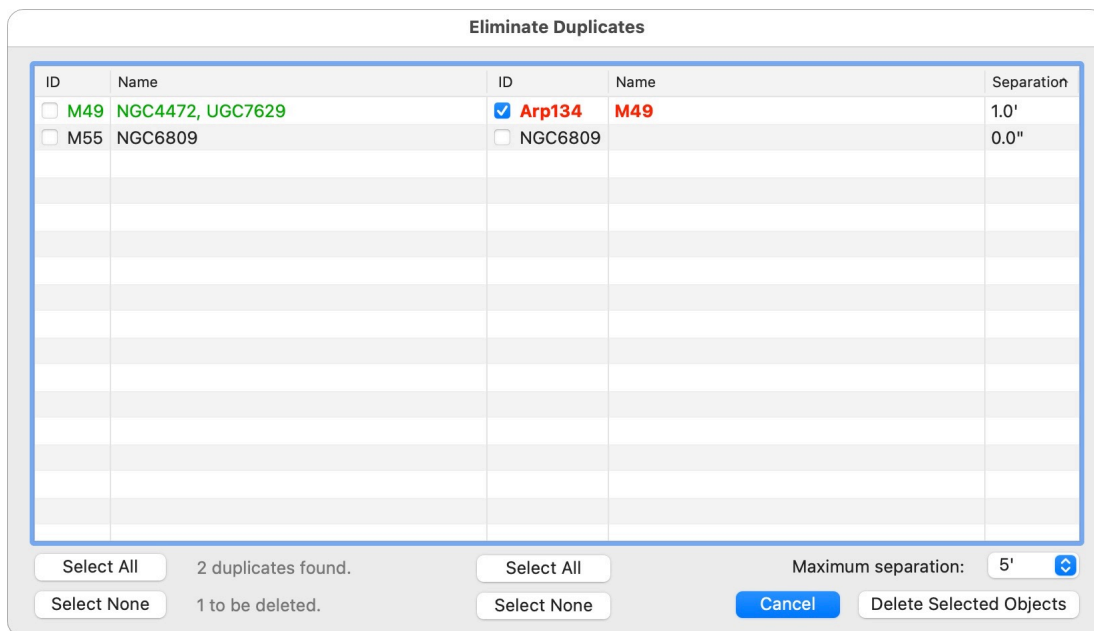 Eliminate Duplicates
ID Name ID Name Separation
M49 NGC4472, UGC7629 Arp134 M49 1.0'
M55 NGC6809 NGC6809 0.0"
Select All 2 duplicates found. Select All Maximum separation: 5'
Select None 1 to be deleted. Select None Cancel Delete Selected Objects